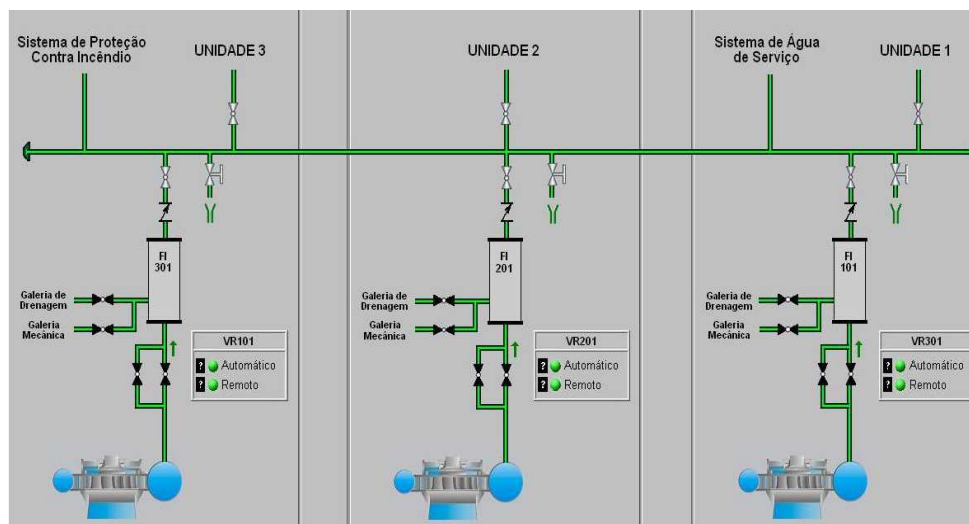 Sistema de Proteção
Contra Incêndio
UNIDADE 3
UNIDADE 2
Sistema de Água
de Serviço
UNIDADE 1
FI
301
Galeria de
Drenagem
Galeria
Mecânica
VR101
? Automático
? Remoto
FI
201
Galeria de
Drenagem
Galeria
Mecânica
VR201
? Automático
? Remoto
FI
101
Galeria de
Drenagem
Galeria
Mecânica
VR301
? Automático
? Remoto